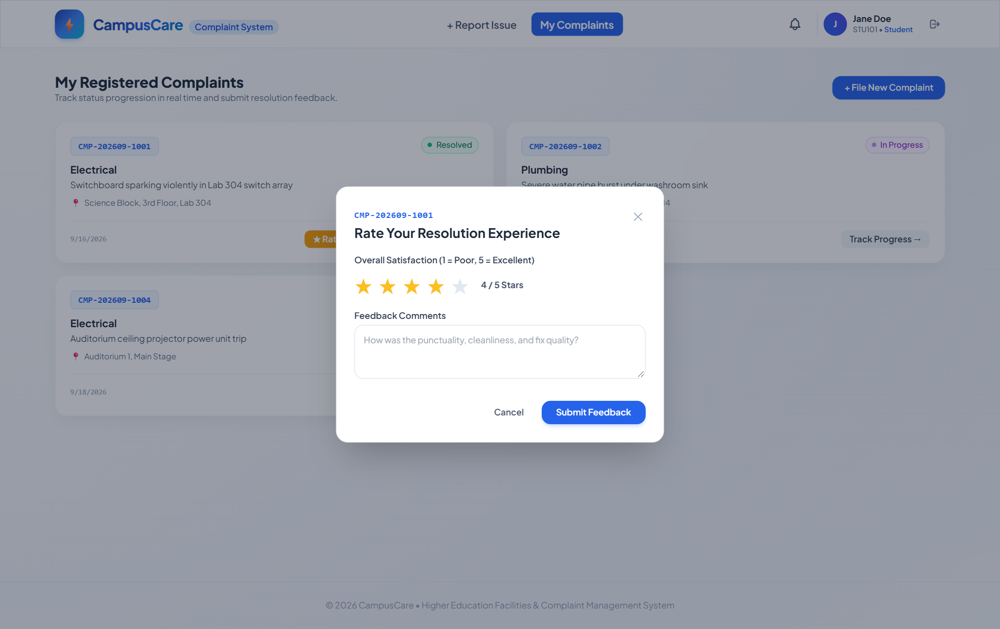 CampusCare
Complaint System
+ Report Issue
My Complaints
J
Jane Doe
STU101 • Student
My Registered Complaints
Track status progression in real time and submit resolution feedback.
+ File New Complaint
CMP-202609-1001
Resolved
Electrical
Switchboard sparking violently in Lab 304 switch array
Science Block, 3rd Floor, Lab 304
9/16/2026
★ Rat
CMP-202609-1002
In Progress
Plumbing
Severe water pipe burst under washroom sink
14
Track Progress →
CMP-202609-1004
Electrical
Auditorium ceiling projector power unit trip
Auditorium 1, Main Stage
9/18/2026
CMP-202609-1001
Rate Your Resolution Experience
Overall Satisfaction (1 = Poor, 5 = Excellent)
4 / 5 Stars
Feedback Comments
How was the punctuality, cleanliness, and fix quality?
Cancel
Submit Feedback
© 2026 CampusCare • Higher Education Facilities & Complaint Management System